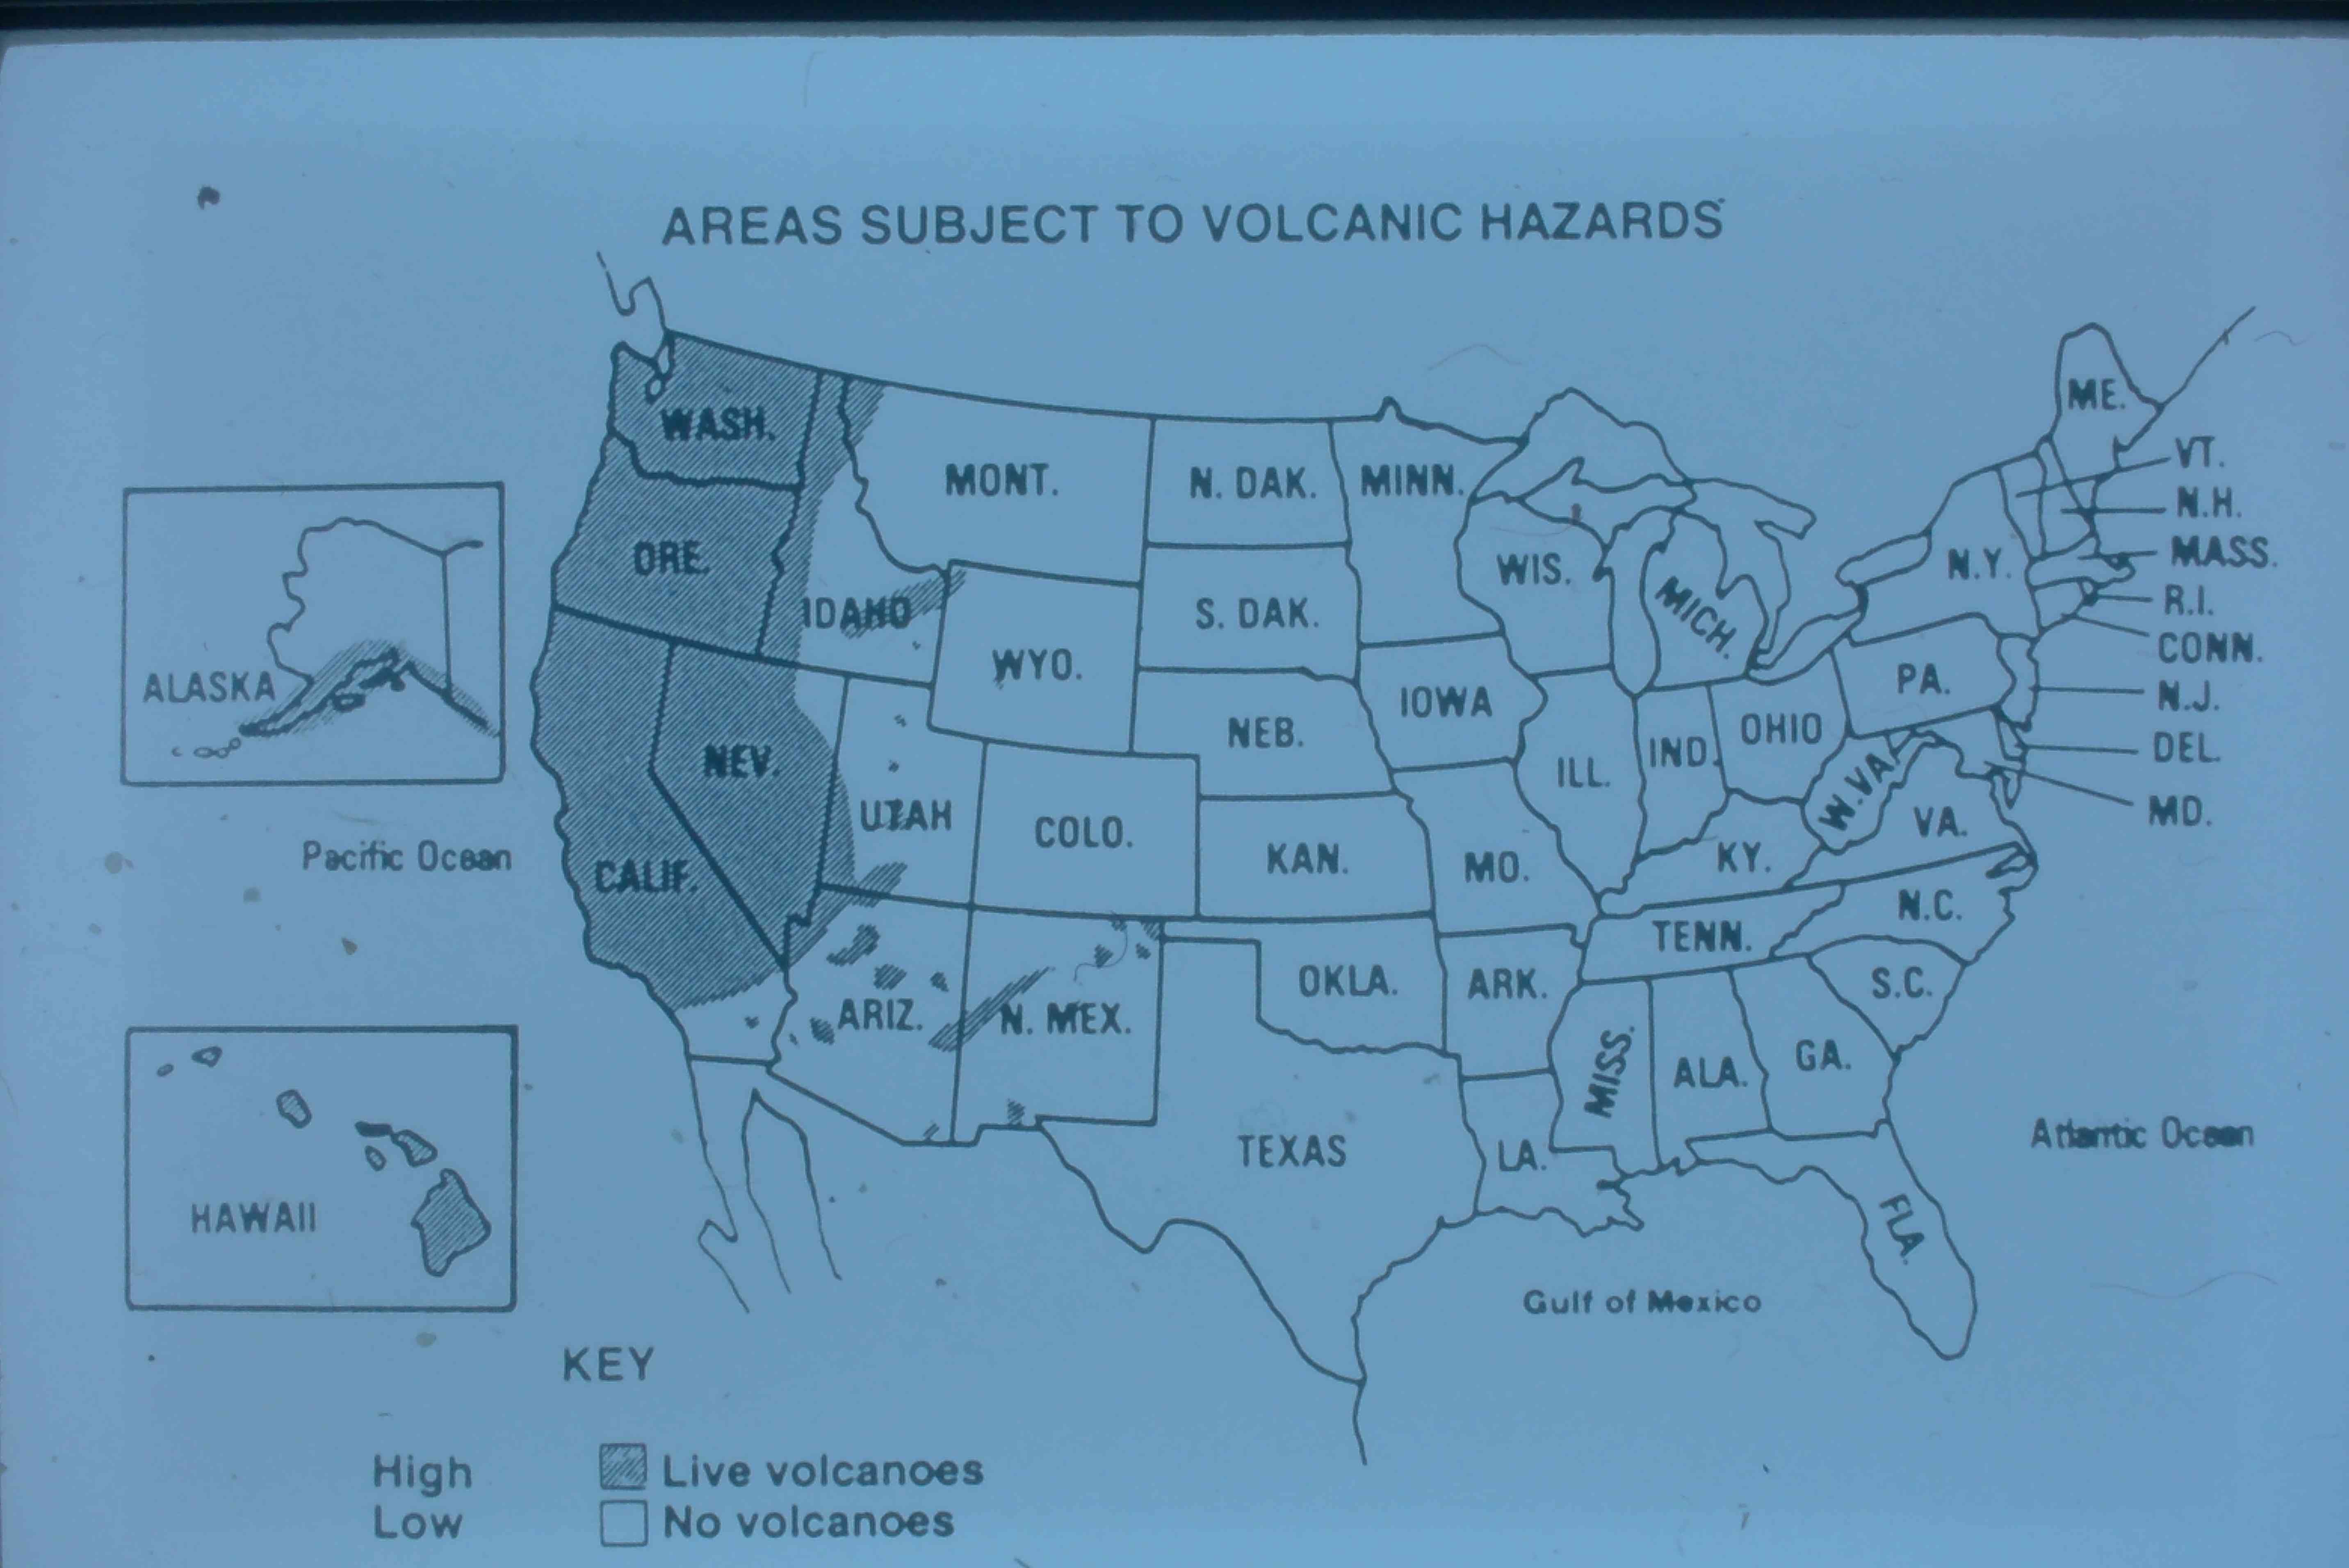 AREAS SUBJECT TO VOLCANIC HAZARDS
WASH.
MONT.
N. DAK.
MINN.
ME.
VT.
N.H.
MASS.
R.I.
CONN.
N.J.
DEL.
MD.
ORE.
IDAHO
WYO.
S. DAK.
WIS.
MICH.
N.Y.
PA.
ALASKA
NEV.
UTAH
COLO.
NEB.
IOWA
ILL.
IND.
OHIO
W.VA.
VA.
Pacific Ocean
CALIF.
KAN.
MO.
KY.
N.C.
TENN.
ARIZ.
N. MEX.
OKLA.
ARK.
S.C.
MISS.
ALA.
GA.
TEXAS
LA.
FLA.
Atlantic Ocean
HAWAII
Gulf of Mexico
KEY
High Live volcanoes
Low No volcanoes